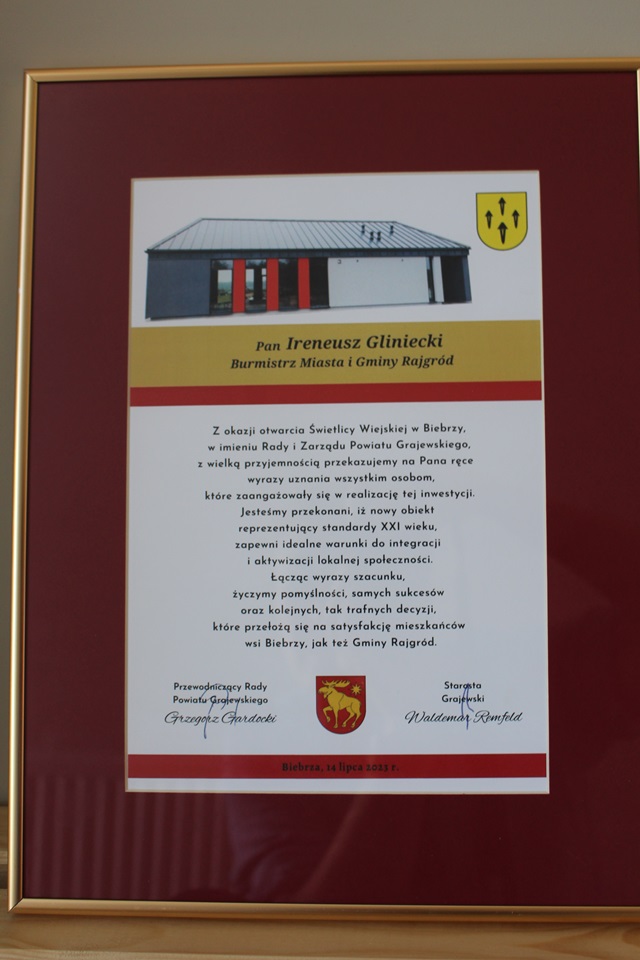 Pan Ireneusz Gliniecki
Burmistrz Miasta i Gminy Rajgród
Z okazji otwarcia Świetlicy Wiejskiej w Biebrzy,
w imieniu Rady i Zarządu Powiatu Grajewskiego,
z wielką przyjemnością przekazujemy na Pana ręce
wyrazy uznania wszystkim osobom,
które zaangażowały się w realizację tej inwestycji.
Jesteśmy przekonani, iż nowy obiekt
reprezentujący standardy XXI wieku,
zapewni idealne warunki do integracji
i aktywizacji lokalnej społeczności.
Łącząc wyrazy szacunku,
życzymy pomyślności, samych sukcesów
oraz kolejnych, tak trafnych decyzji,
które przełożą się na satysfakcję mieszkańców
wsi Biebrzy, jak też Gminy Rajgród.
Przewodniczący Rady
Powiatu Grajewskiego
Grzegorz Gardocki
Starosta
Grajewski
Waldemar Remfeld
Biebrza, 14 lipca 2023 r.